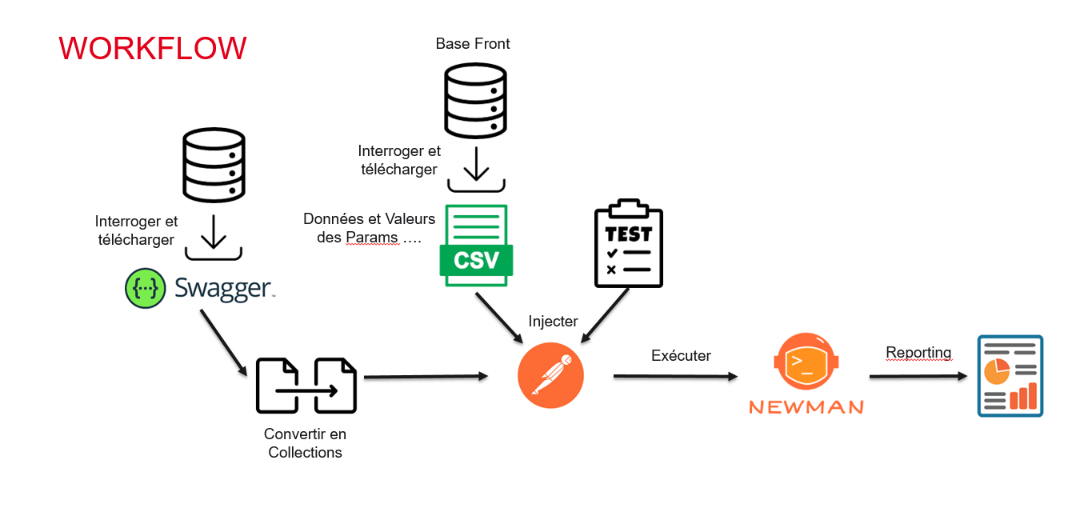 WORKFLOW
Base Front
Interroger et
télécharger
Interroger et
télécharger
Données et Valeurs
des Params ....
CSV
TEST
{...} Swagger
Injecter
Exécuter
>_
NEWMAN
Reporting
Convertir en
Collections